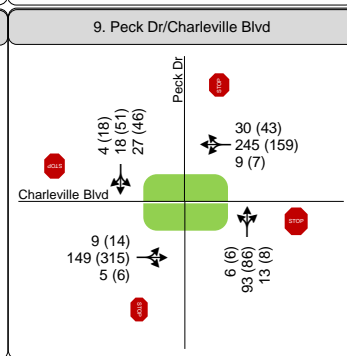 9. Peck Dr/Charleville Blvd
Peck Dr
STOP
4 (18)
18 (51)
27 (46)
30 (43)
245 (159)
9 (7)
STOP
Charleville Blvd
STOP
9 (14)
149 (315)
5 (6)
6 (6)
93 (86)
13 (8)
STOP